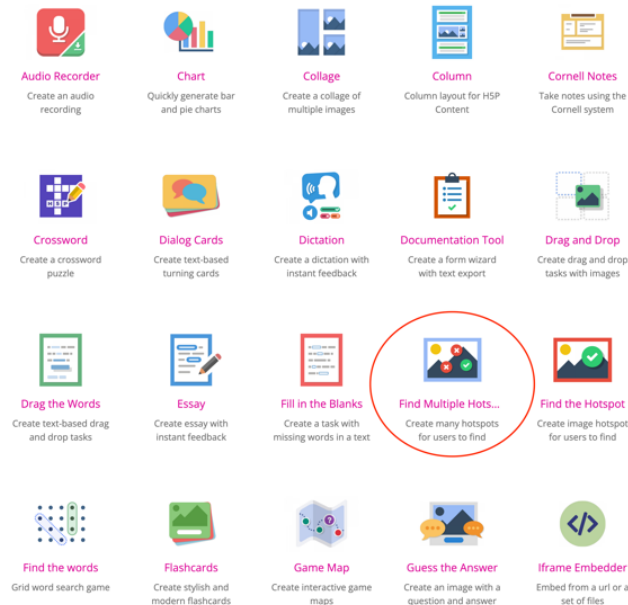 Audio Recorder
Create an audio
recording
Chart
Quickly generate bar
and pie charts
Collage
Create a collage of
multiple images
Column
Column layout for H5P
Content
Cornell Notes
Take notes using the
Cornell system
H5P
Crossword
Create a crossword
puzzle
Dialog Cards
Create text-based
turning cards
Dictation
Create a dictation with
instant feedback
Documentation Tool
Create a form wizard
with text export
Drag and Drop
Create drag and drop
tasks with images
Drag the Words
Create text-based drag
and drop tasks
Essay
Create essay with
instant feedback
Fill in the Blanks
Create a task with
missing words in a text
Find Multiple Hots...
Create many hotspots
for users to find
Find the Hotspot
Create image hotspot
for users to find
Find the words
Grid word search game
Flashcards
Create stylish and
modern flashcards
Game Map
Create interactive game
maps
Guess the Answer
Create an image with a
question and answer
Iframe Embedder
Embed from a url or a
set of files